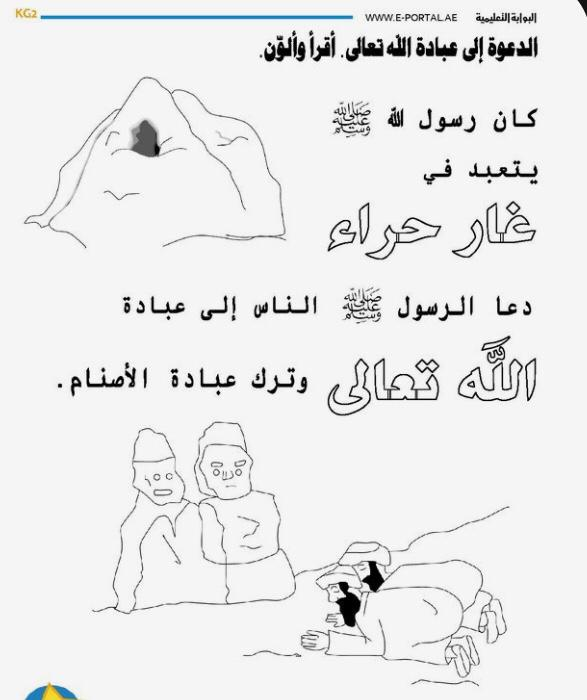 KG2 WWW.E-PORTAL.AE البوابة التعليمية
الدعوة إلى عبادة الله تعالى. أقرأ وألوّن.
كان رسول الله ﷺ
يتعبد في
غار حراء
دعا الرسول ﷺ الناس إلى عبادة
اللّٰه تعالى وترك عبادة الأصنام.